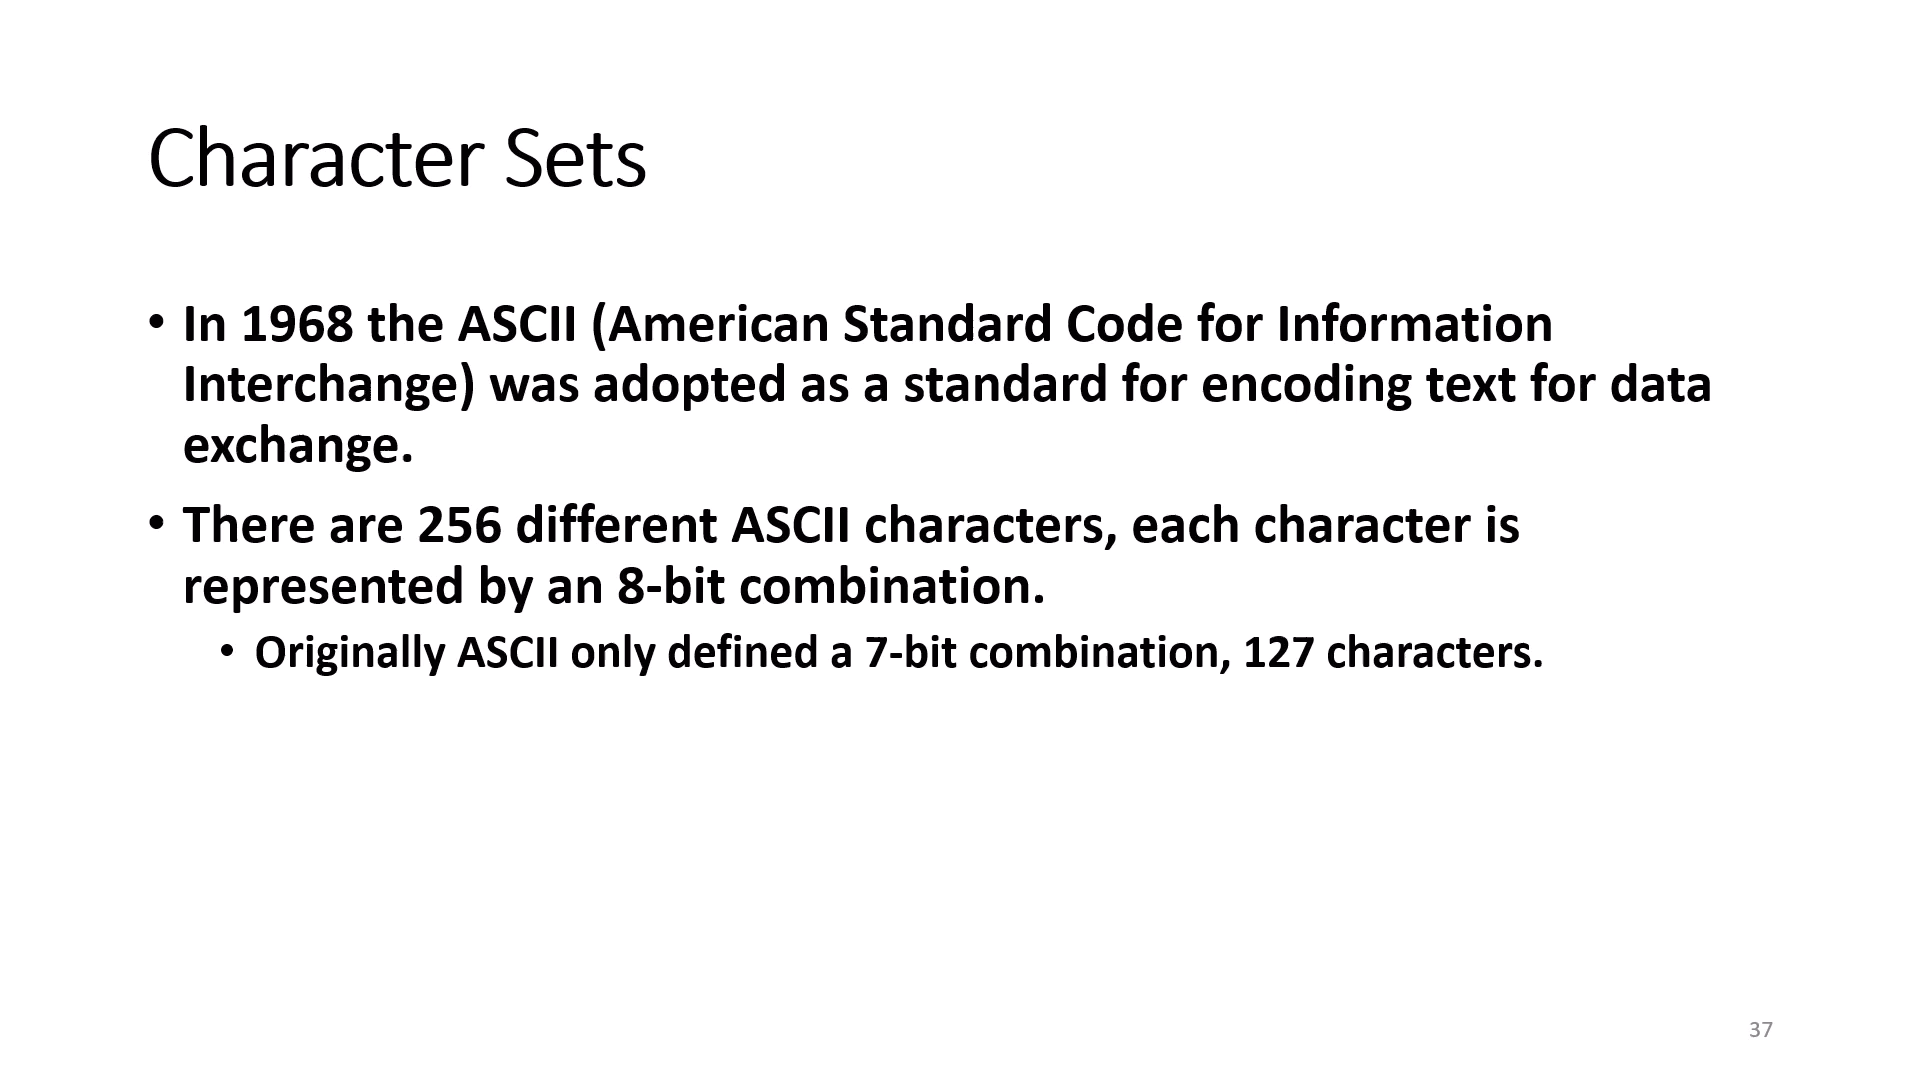 Character Sets
• In 1968 the ASCII (American Standard Code for Information
Interchange) was adopted as a standard for encoding text for data
exchange.
• There are 256 different ASCII characters, each character is
represented by an 8-bit combination.
• Originally ASCII only defined a 7-bit combination, 127 characters.
37